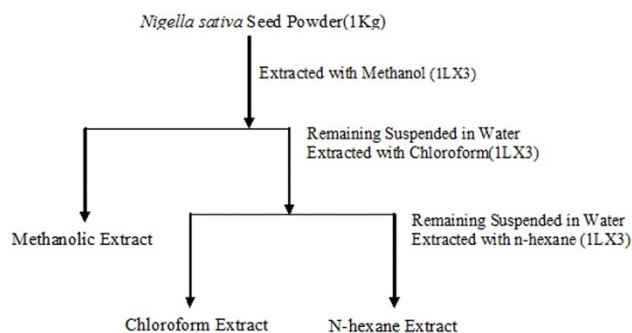 Nigella sativa Seed Powder(1Kg)
Extracted with Methanol (1LX3)
Remaining Suspended in Water
Extracted with Chloroform(1LX3)
Methanolic Extract
Remaining Suspended in Water
Extracted with n-hexane (1LX3)
Chloroform Extract
N-hexane Extract